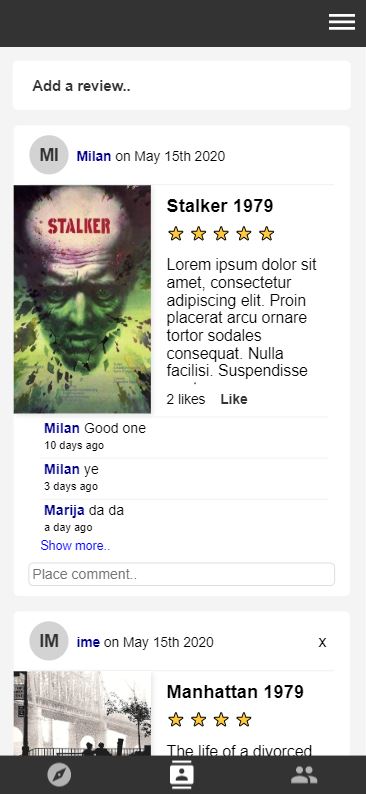 Add a review..
MI
Milan on May 15th 2020
STALKER
Stalker 1979
Lorem ipsum dolor sit
amet, consectetur
adipiscing elit. Proin
placerat arcu ornare
tortor sodales
consequat. Nulla
facilisi. Suspendisse
2 likes Like
Milan Good one
10 days ago
Milan ye
3 days ago
Marija da da
a day ago
Show more..
Place comment..
IM
ime on May 15th 2020 x
Manhattan 1979
The life of a divorced